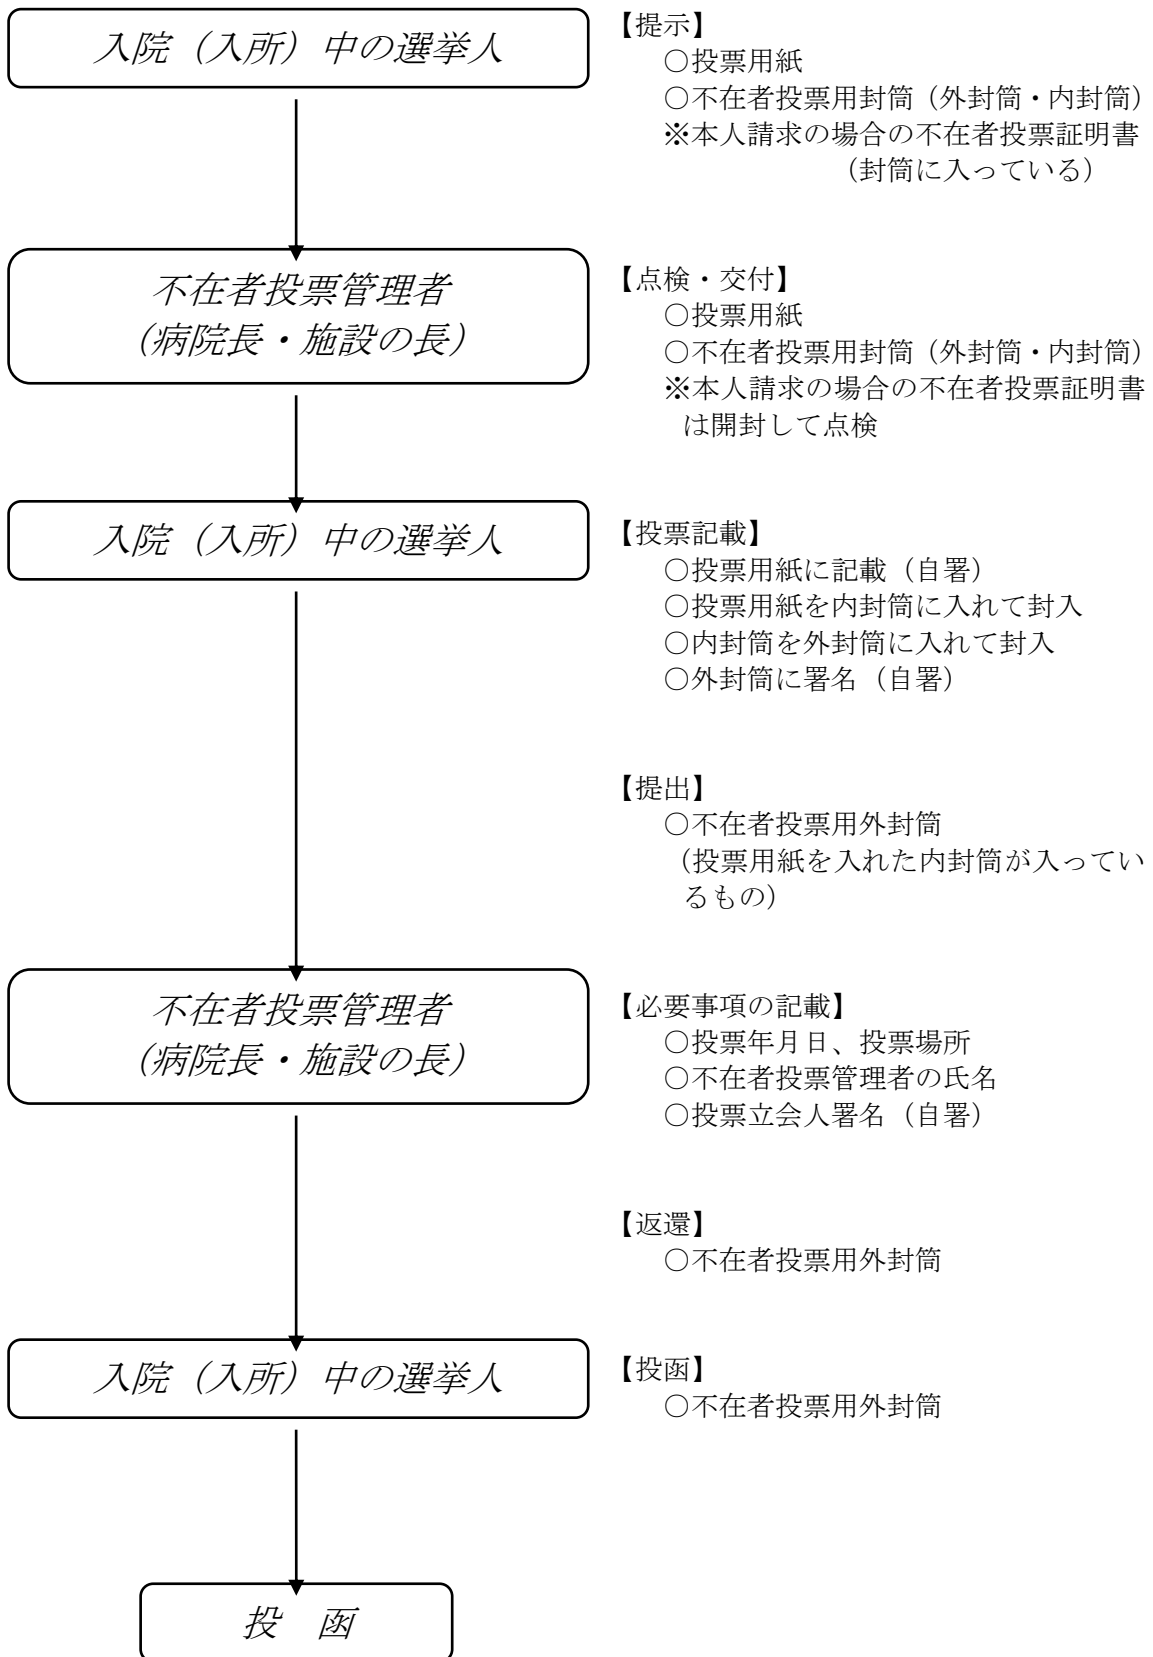 入院（入所）中の選挙人
【提示】
○投票用紙
○不在者投票用封筒（外封筒・内封筒）
※本人請求の場合の不在者投票証明書
（封筒に入っている）
不在者投票管理者
（病院長・施設の長）
【点検・交付】
○投票用紙
○不在者投票用封筒（外封筒・内封筒）
※本人請求の場合の不在者投票証明書
は開封して点検
入院（入所）中の選挙人
【投票記載】
○投票用紙に記載（自署）
○投票用紙を内封筒に入れて封入
○内封筒を外封筒に入れて封入
○外封筒に署名（自署）
【提出】
○不在者投票用外封筒
（投票用紙を入れた内封筒が入ってい
るもの）
不在者投票管理者
（病院長・施設の長）
【必要事項の記載】
○投票年月日、投票場所
○不在者投票管理者の氏名
○投票立会人署名（自署）
【返還】
○不在者投票用外封筒
入院（入所）中の選挙人
【投函】
○不在者投票用外封筒
投　函